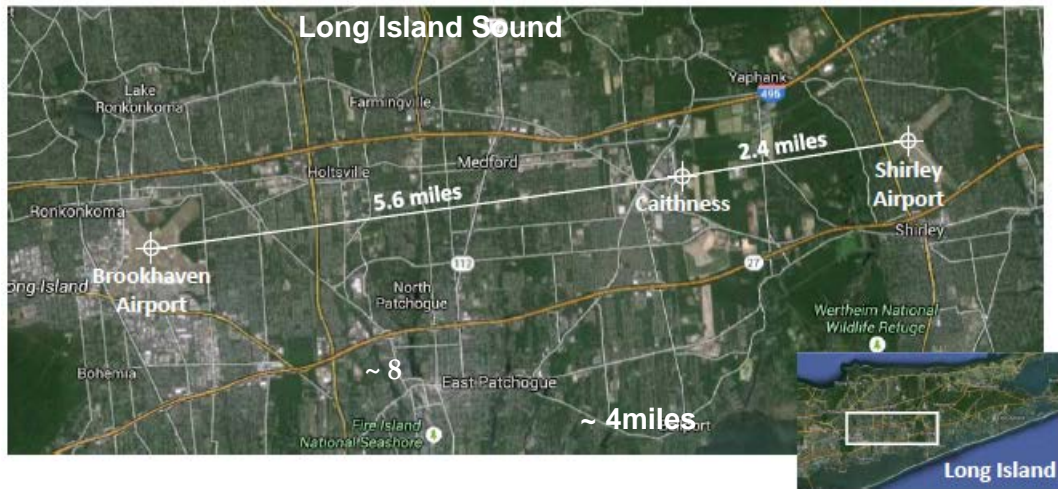 Long Island Sound
Yaphank
495
Lake
Ronkonkoma
Farmingville
2.4 miles
Medford
Holtsville
5.6 miles
Shirley
Airport
Caithness
Ronkonkoma
Shirley
Brookhaven
Airport
ong Island
112
27
North
Patchogue
Wertheim National
Wildlife Refuge
Bohemia
~ 8
East Patchogue
~ 4miles
port
Fire Island
National Seashore
Long Island